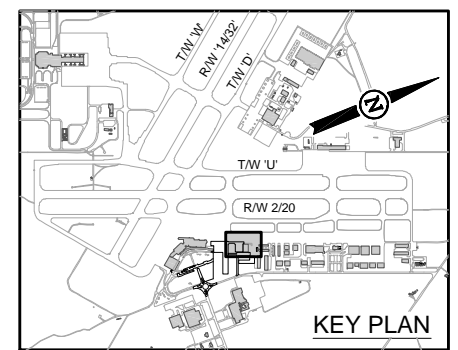 T/W 'W'
R/W '14/32'
T/W 'D'
N
T/W 'U'
R/W 2/20
KEY PLAN